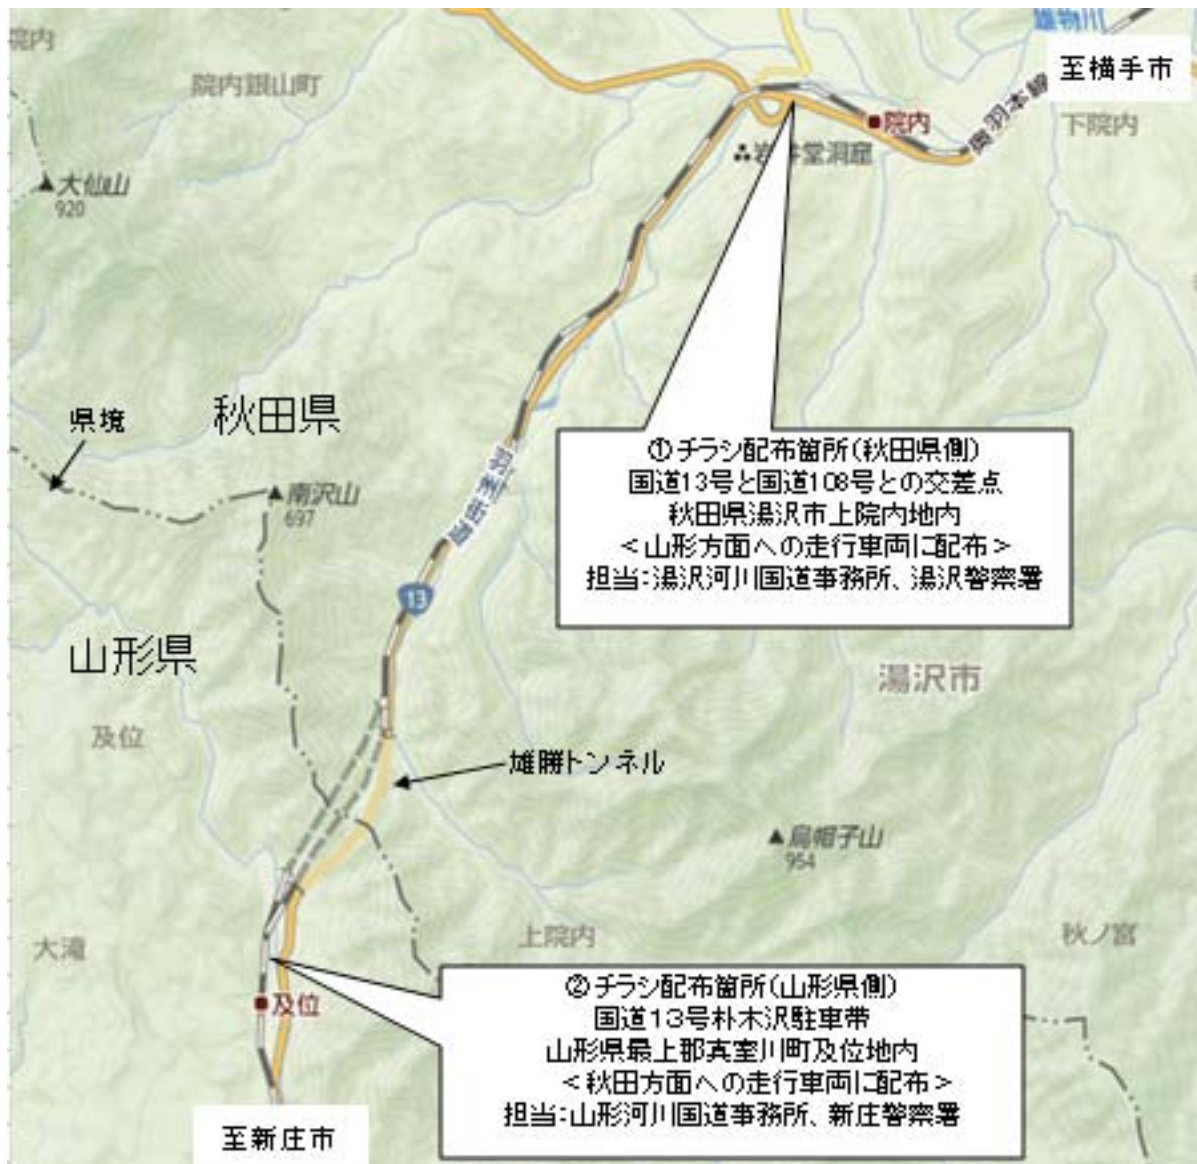 院内
雄物川
院内銀山町
至横手市
奥羽本線
下院内
院内
大仙山
920
県境
秋田県
南沢山
697
①チラシ配布箇所(秋田県側)
国道13号と国道108号との交差点
秋田県湯沢市上院内地内
<山形方面への走行車両に配布>
担当:湯沢河川国道事務所、湯沢警察署
13
山形県
湯沢市
及位
雄勝トンネル
烏帽子山
954
大滝
上院内
秋ノ宮
及位
②チラシ配布箇所(山形県側)
国道13号朴木沢駐車帯
山形県最上郡真室川町及位地内
<秋田方面への走行車両に配布>
担当:山形河川国道事務所、新庄警察署
至新庄市